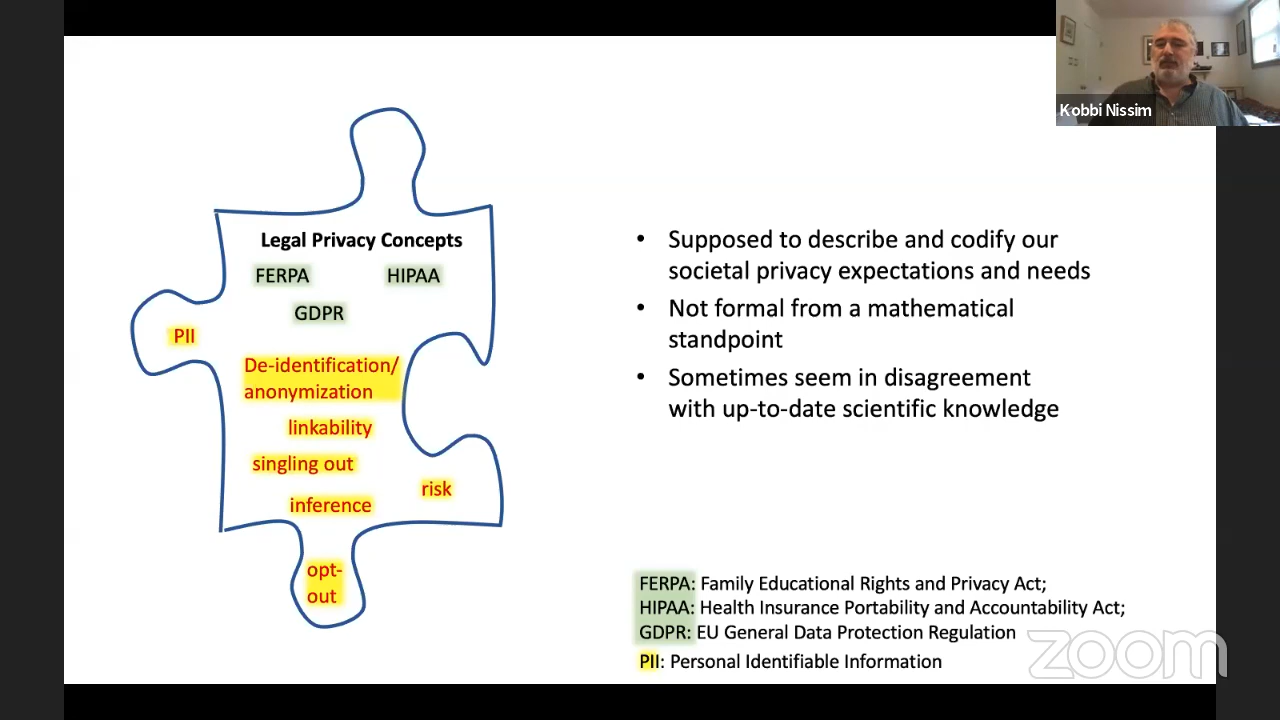 Kobbi Nissim
Legal Privacy Concepts
FERPA HIPAA
GDPR
PII
De-identification/
anonymization
linkability
singling out
risk
inference
opt-
out
• Supposed to describe and codify our
societal privacy expectations and needs
• Not formal from a mathematical
standpoint
• Sometimes seem in disagreement
with up-to-date scientific knowledge
FERPA: Family Educational Rights and Privacy Act;
HIPAA: Health Insurance Portability and Accountability Act;
GDPR: EU General Data Protection Regulation
PII: Personal Identifiable Information
zoom